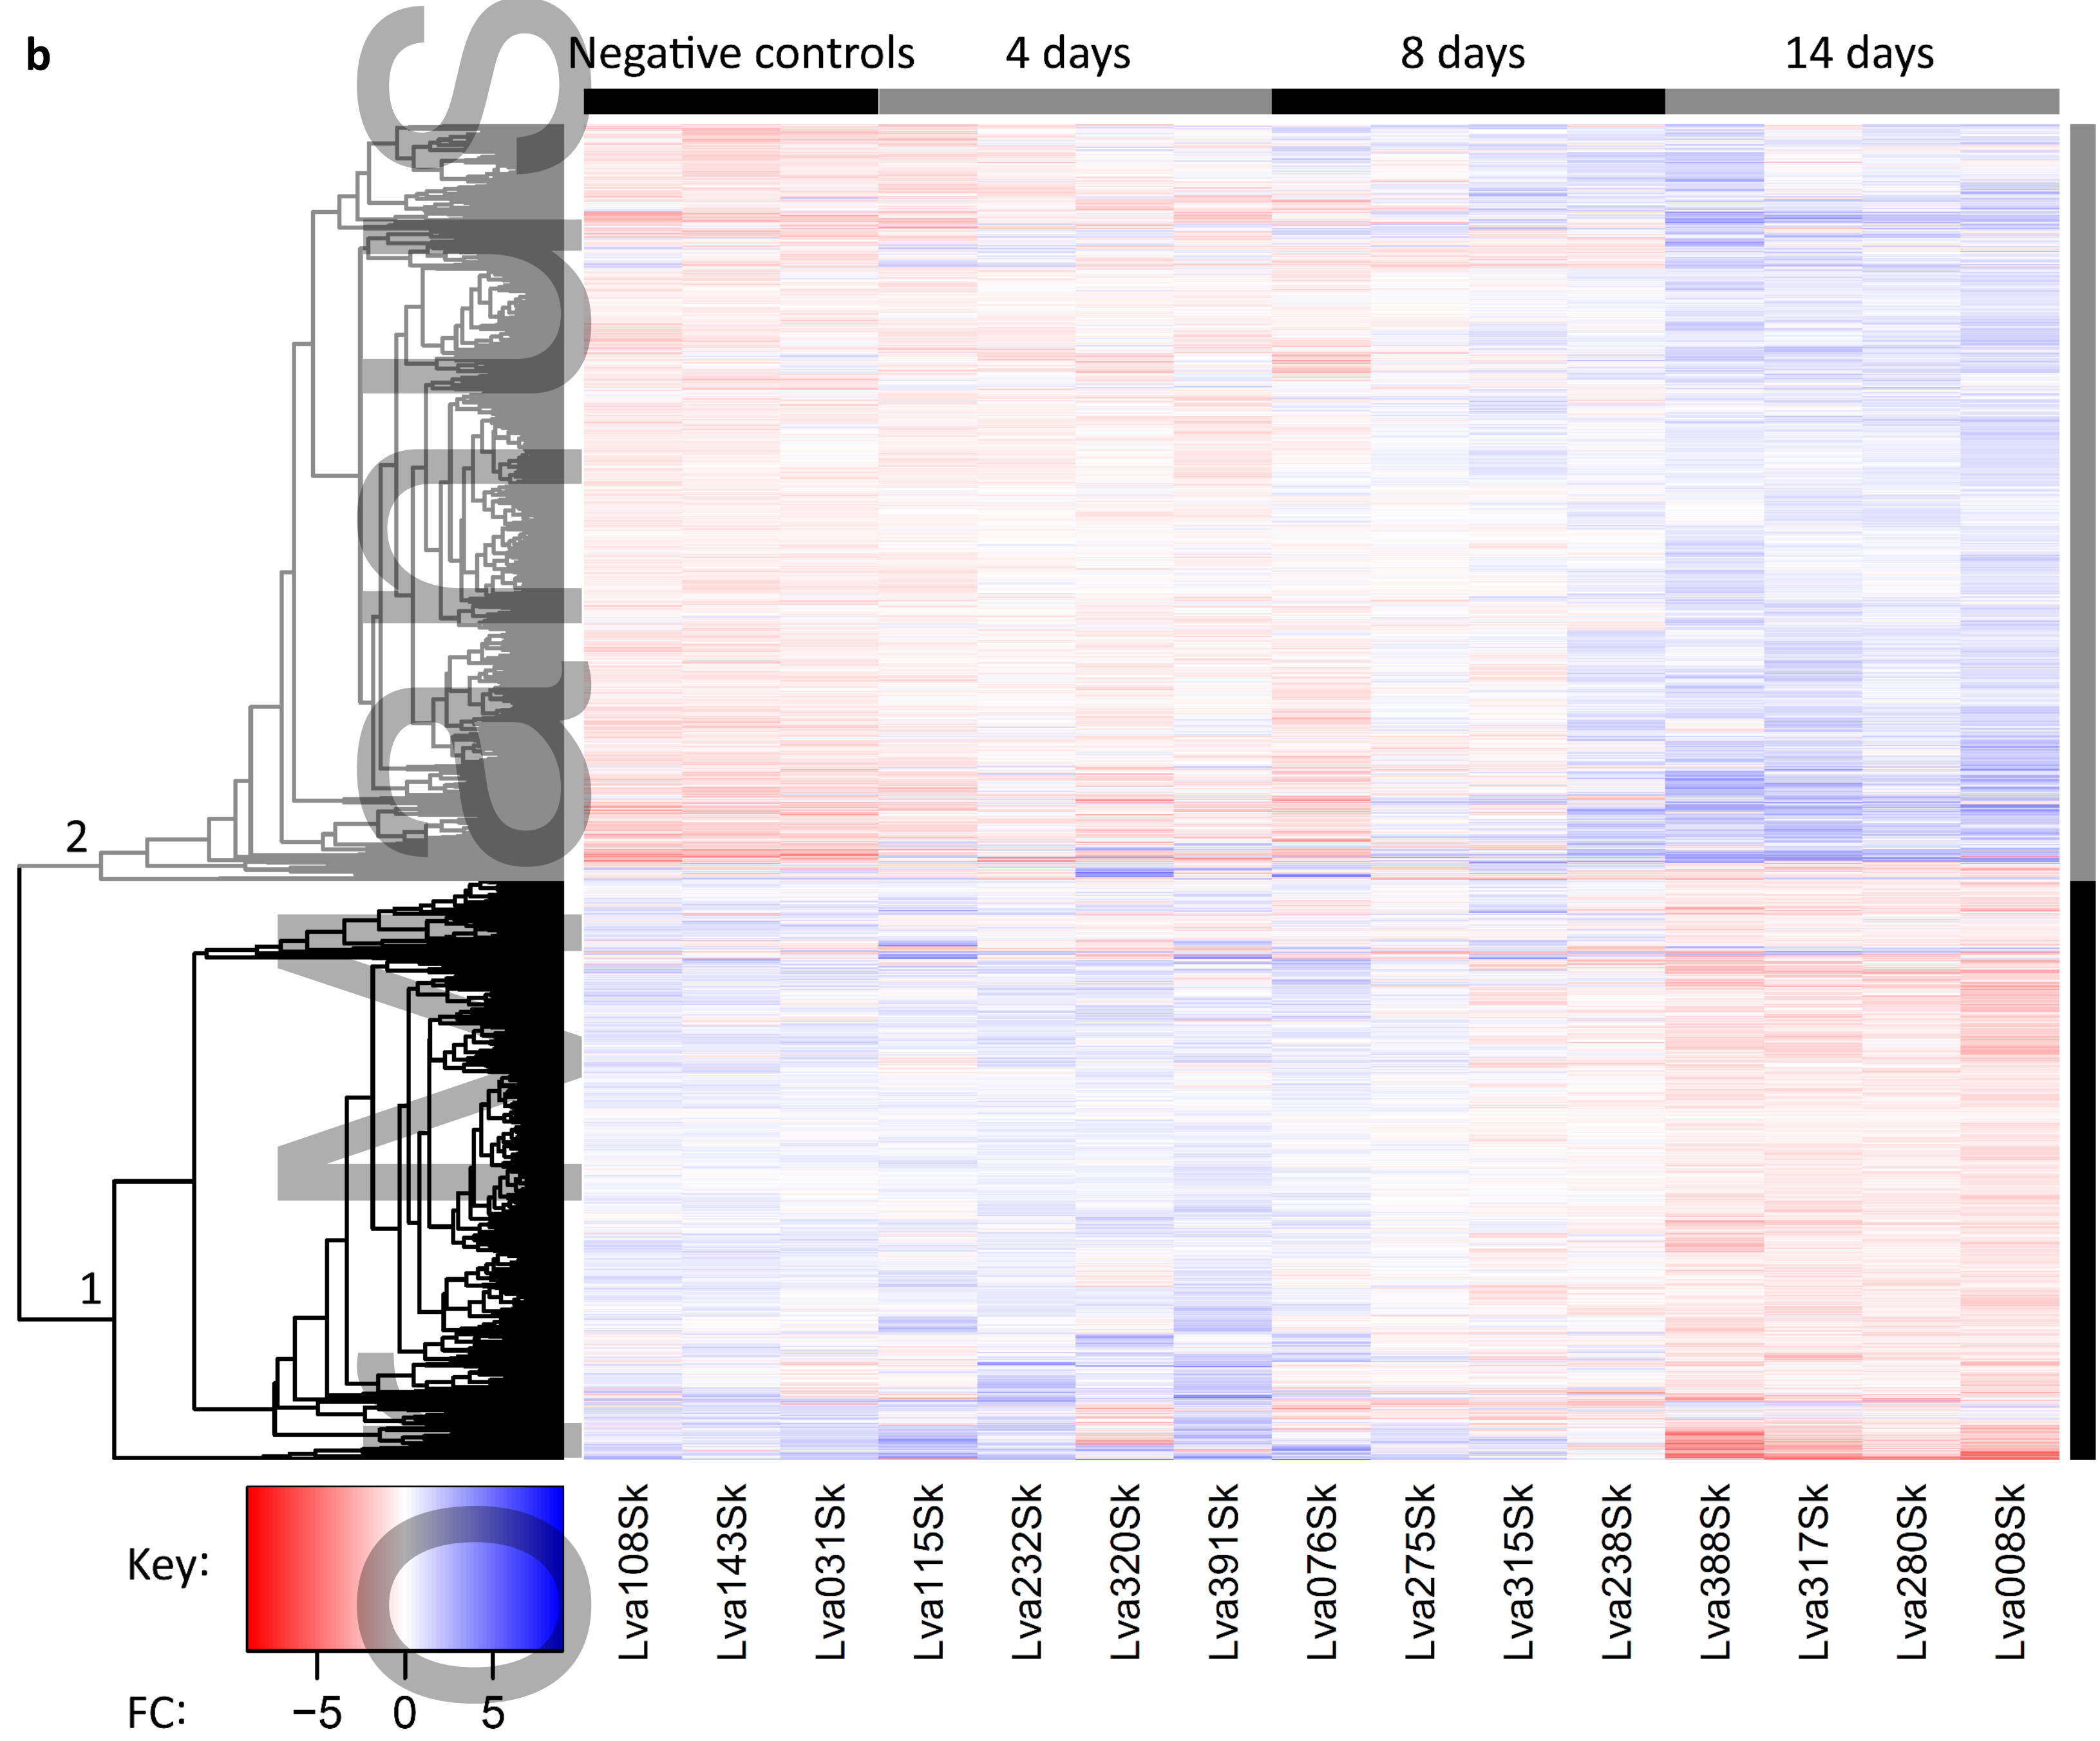 b
Negative controls 4 days 8 days 14 days
2
1
Lva108Sk Lva143Sk Lva031Sk Lva115Sk Lva232Sk Lva320Sk Lva391Sk Lva076Sk Lva275Sk Lva315Sk Lva238Sk Lva388Sk Lva317Sk Lva280Sk Lva008Sk
Key:
FC: −5 0 5